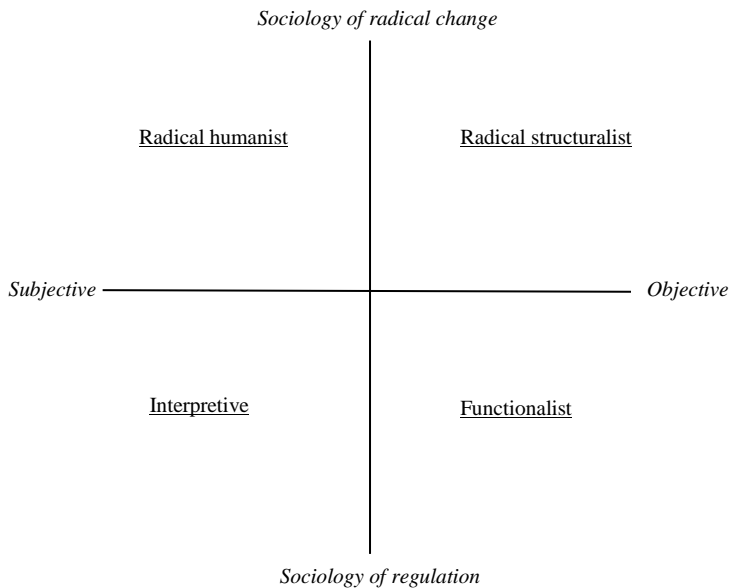 Sociology of radical change
Radical humanist
Radical structuralist
Subjective
Objective
Interpretive
Functionalist
Sociology of regulation